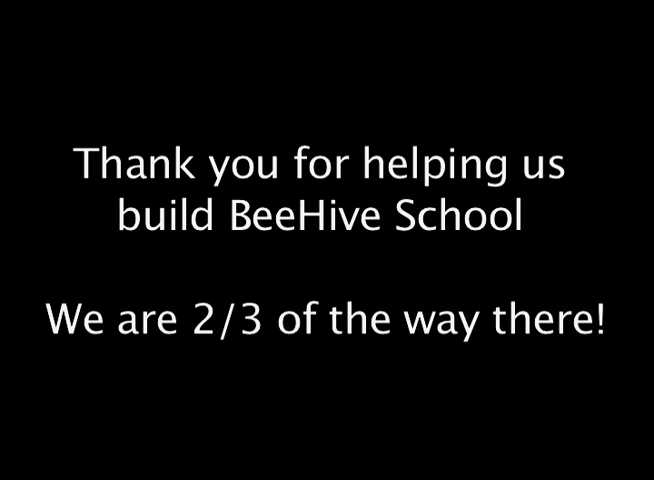 Thank you for helping us
build BeeHive School
We are 2/3 of the way there!